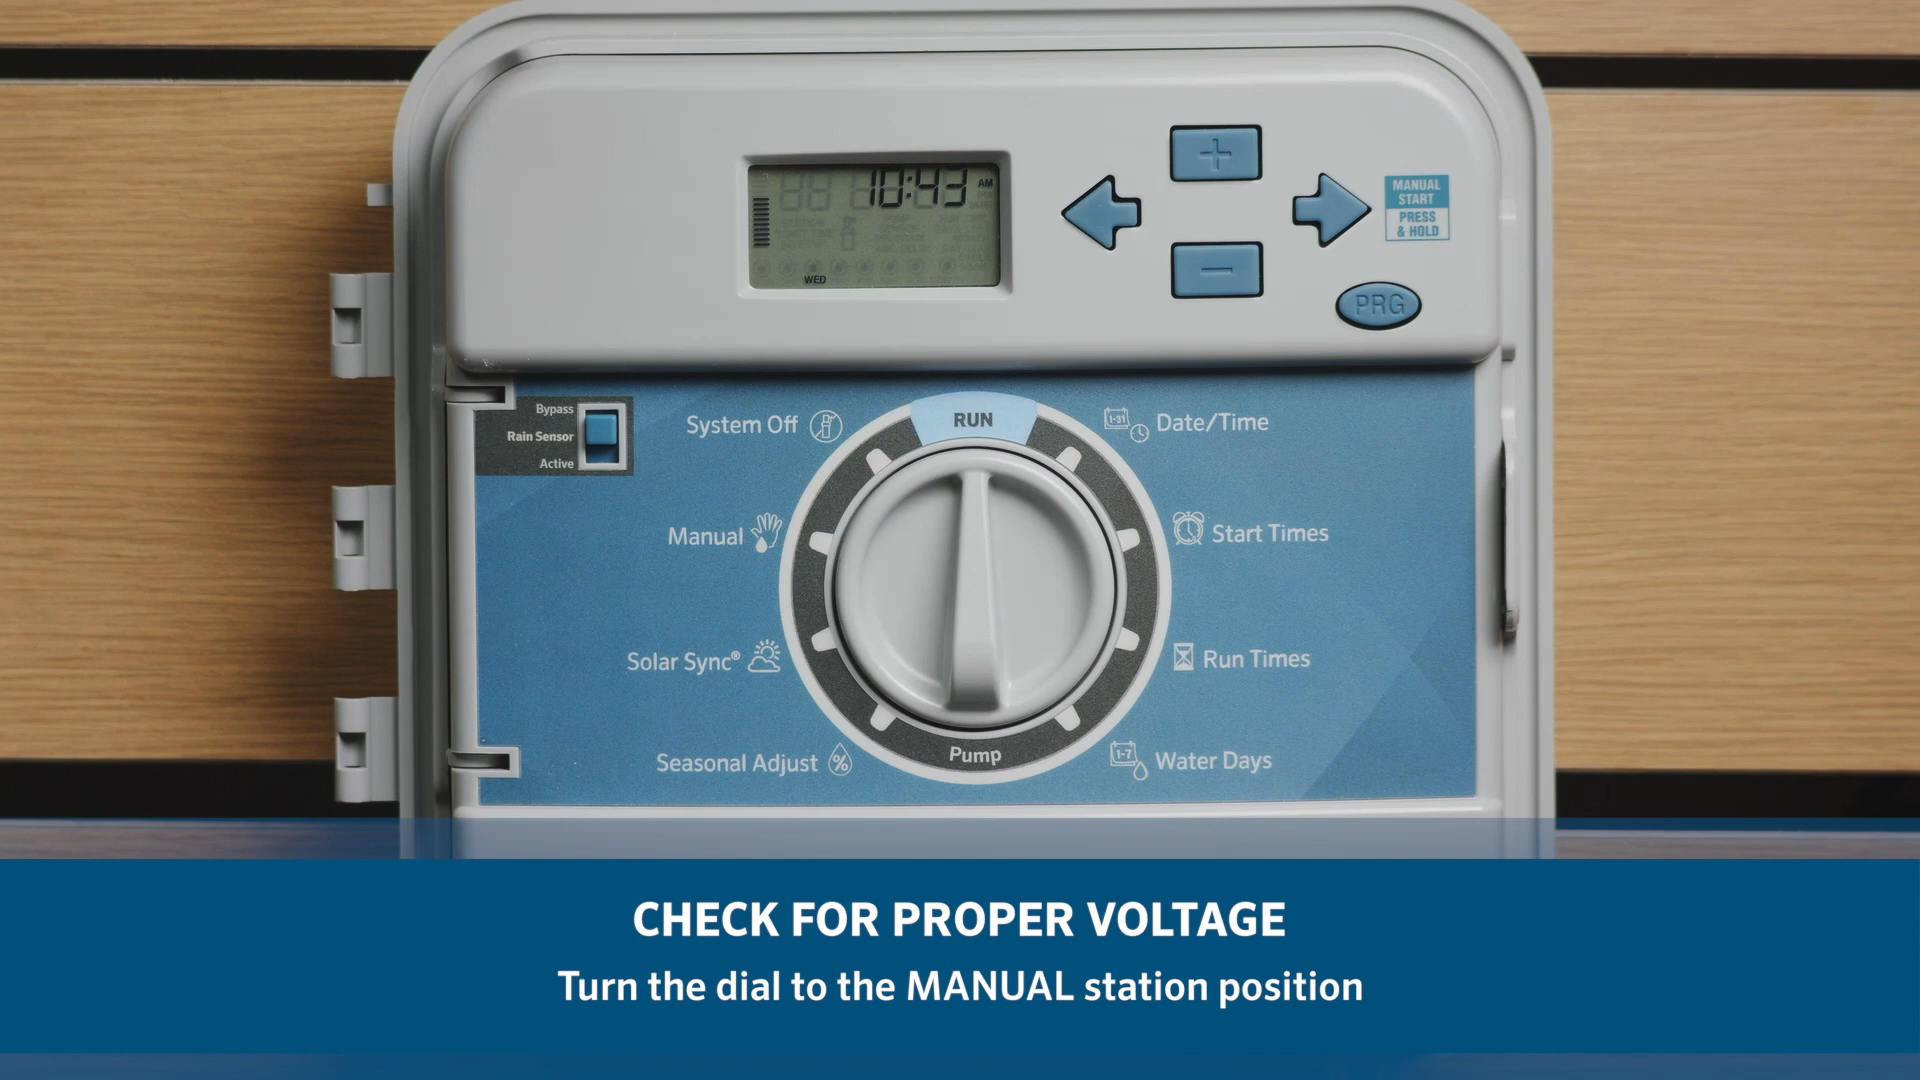 10:43 AM
WED
+
-
MANUAL
START
PRESS
& HOLD
PRG
Bypass
Rain Sensor
Active
System Off
RUN
1-31
Date/Time
Manual
Start Times
Solar Sync®
Run Times
Seasonal Adjust %
Pump
1-7
Water Days
CHECK FOR PROPER VOLTAGE
Turn the dial to the MANUAL station position